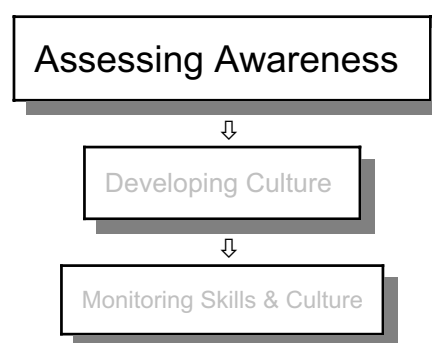 Assessing Awareness
⇩
Developing Culture
⇩
Monitoring Skills & Culture